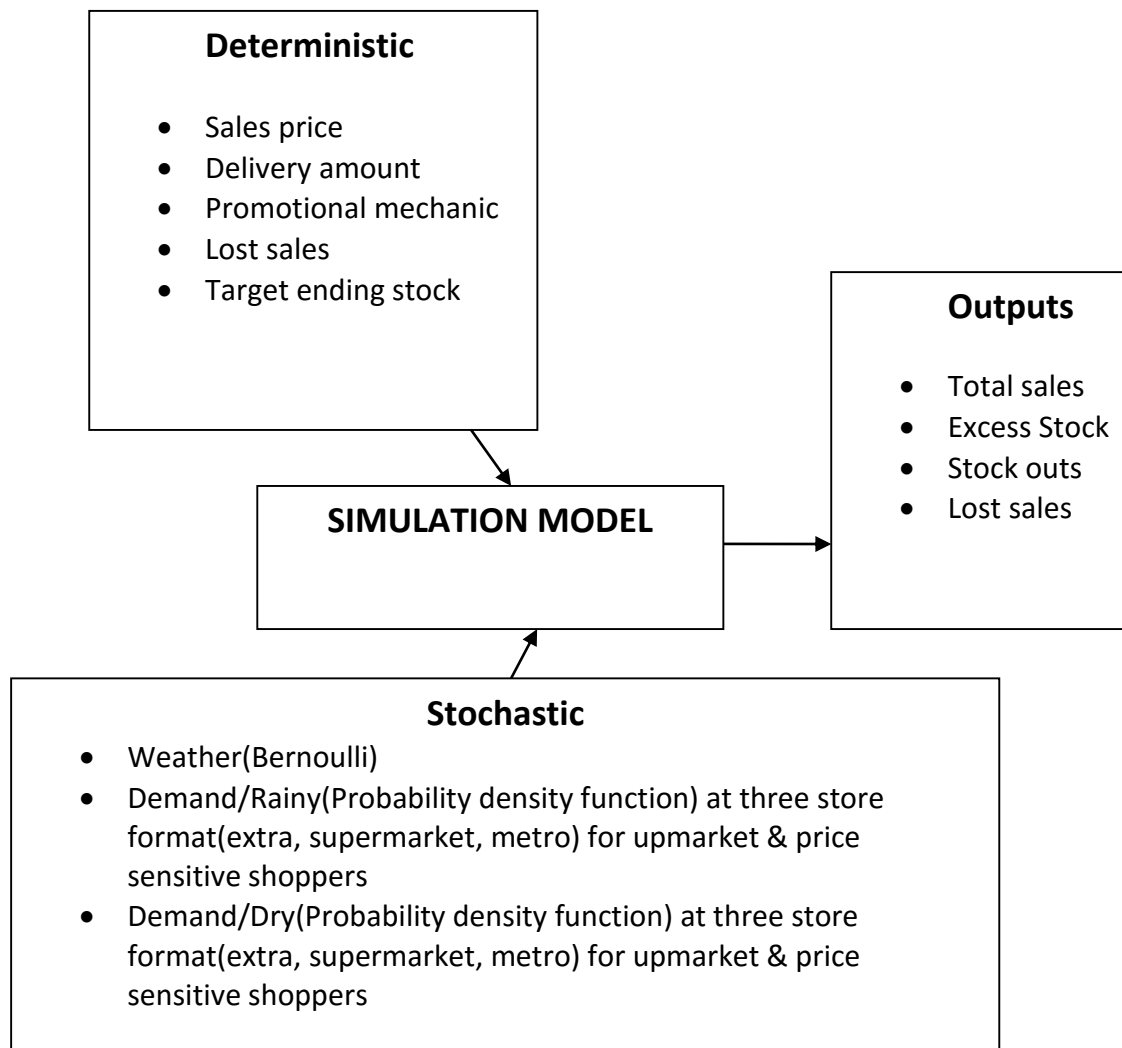 Deterministic
• Sales price
• Delivery amount
• Promotional mechanic
• Lost sales
• Target ending stock
Outputs
• Total sales
• Excess Stock
• Stock outs
• Lost sales
SIMULATION MODEL
Stochastic
• Weather(Bernoulli)
• Demand/Rainy(Probability density function) at three store
format(extra, supermarket, metro) for upmarket & price
sensitive shoppers
• Demand/Dry(Probability density function) at three store
format(extra, supermarket, metro) for upmarket & price
sensitive shoppers